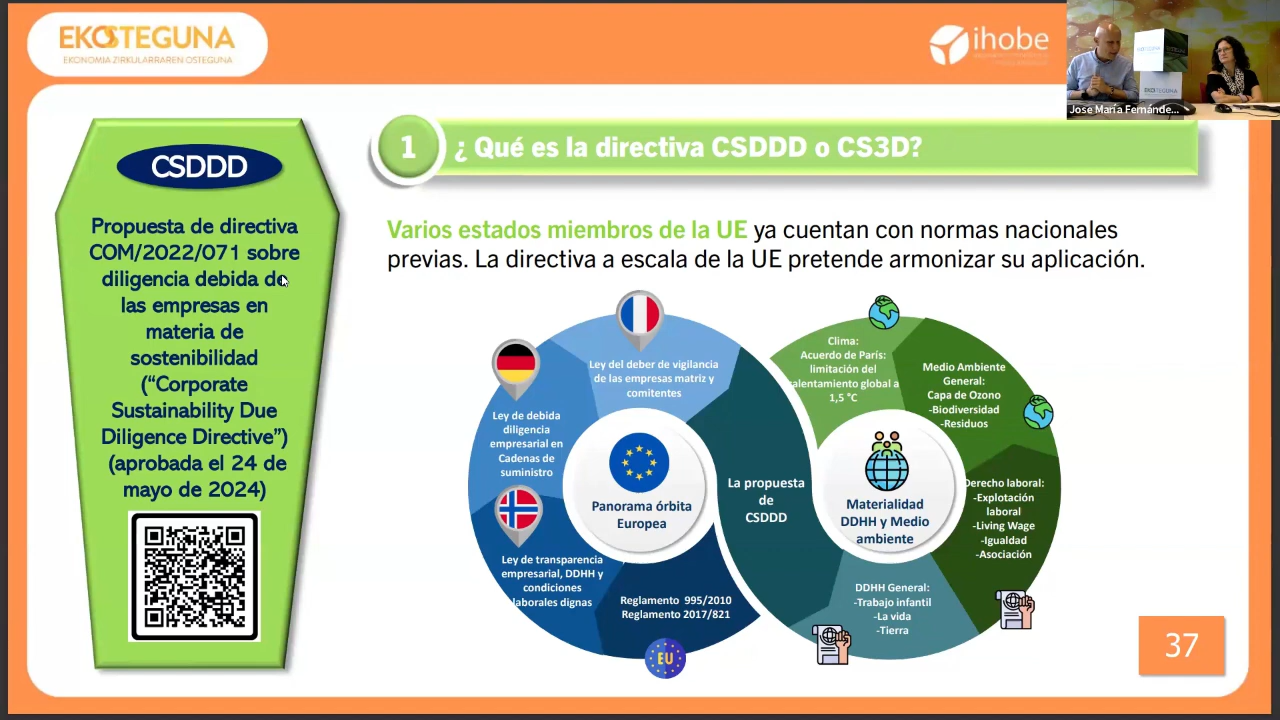 EKOSTEGUNA
EKONOMIA ZIRKULARRAREN OSTEGUNA
ihobe
Jose María Fernánde...
CSDDD
Propuesta de directiva
COM/2022/071 sobre
diligencia debida de
las empresas en
materia de
sostenibilidad
(“Corporate
Sustainability Due
Diligence Directive”)
(aprobada el 24 de
mayo de 2024)
1
¿ Qué es la directiva CSDDD o CS3D?
Varios estados miembros de la UE ya cuentan con normas nacionales
previas. La directiva a escala de la UE pretende armonizar su aplicación.
Ley del deber de vigilancia
de las empresas matriz y
comitentes
Ley de debida
diligencia
empresarial en
Cadenas de
suministro
Ley de transparencia
empresarial, DDHH y
condiciones
laborales dignas
Reglamento 995/2010
Reglamento 2017/821
EU
Panorama órbita
Europea
La propuesta
de
CSDDD
Clima:
Acuerdo de París:
limitación del
alentamiento global a
1,5 °C
Medio Ambiente
General:
Capa de Ozono
-Biodiversidad
-Residuos
Derecho laboral:
-Explotación
laboral
-Living Wage
-Igualdad
-Asociación
DDHH General:
-Trabajo infantil
-La vida
-Tierra
Materialidad
DDHH y Medio
ambiente
37